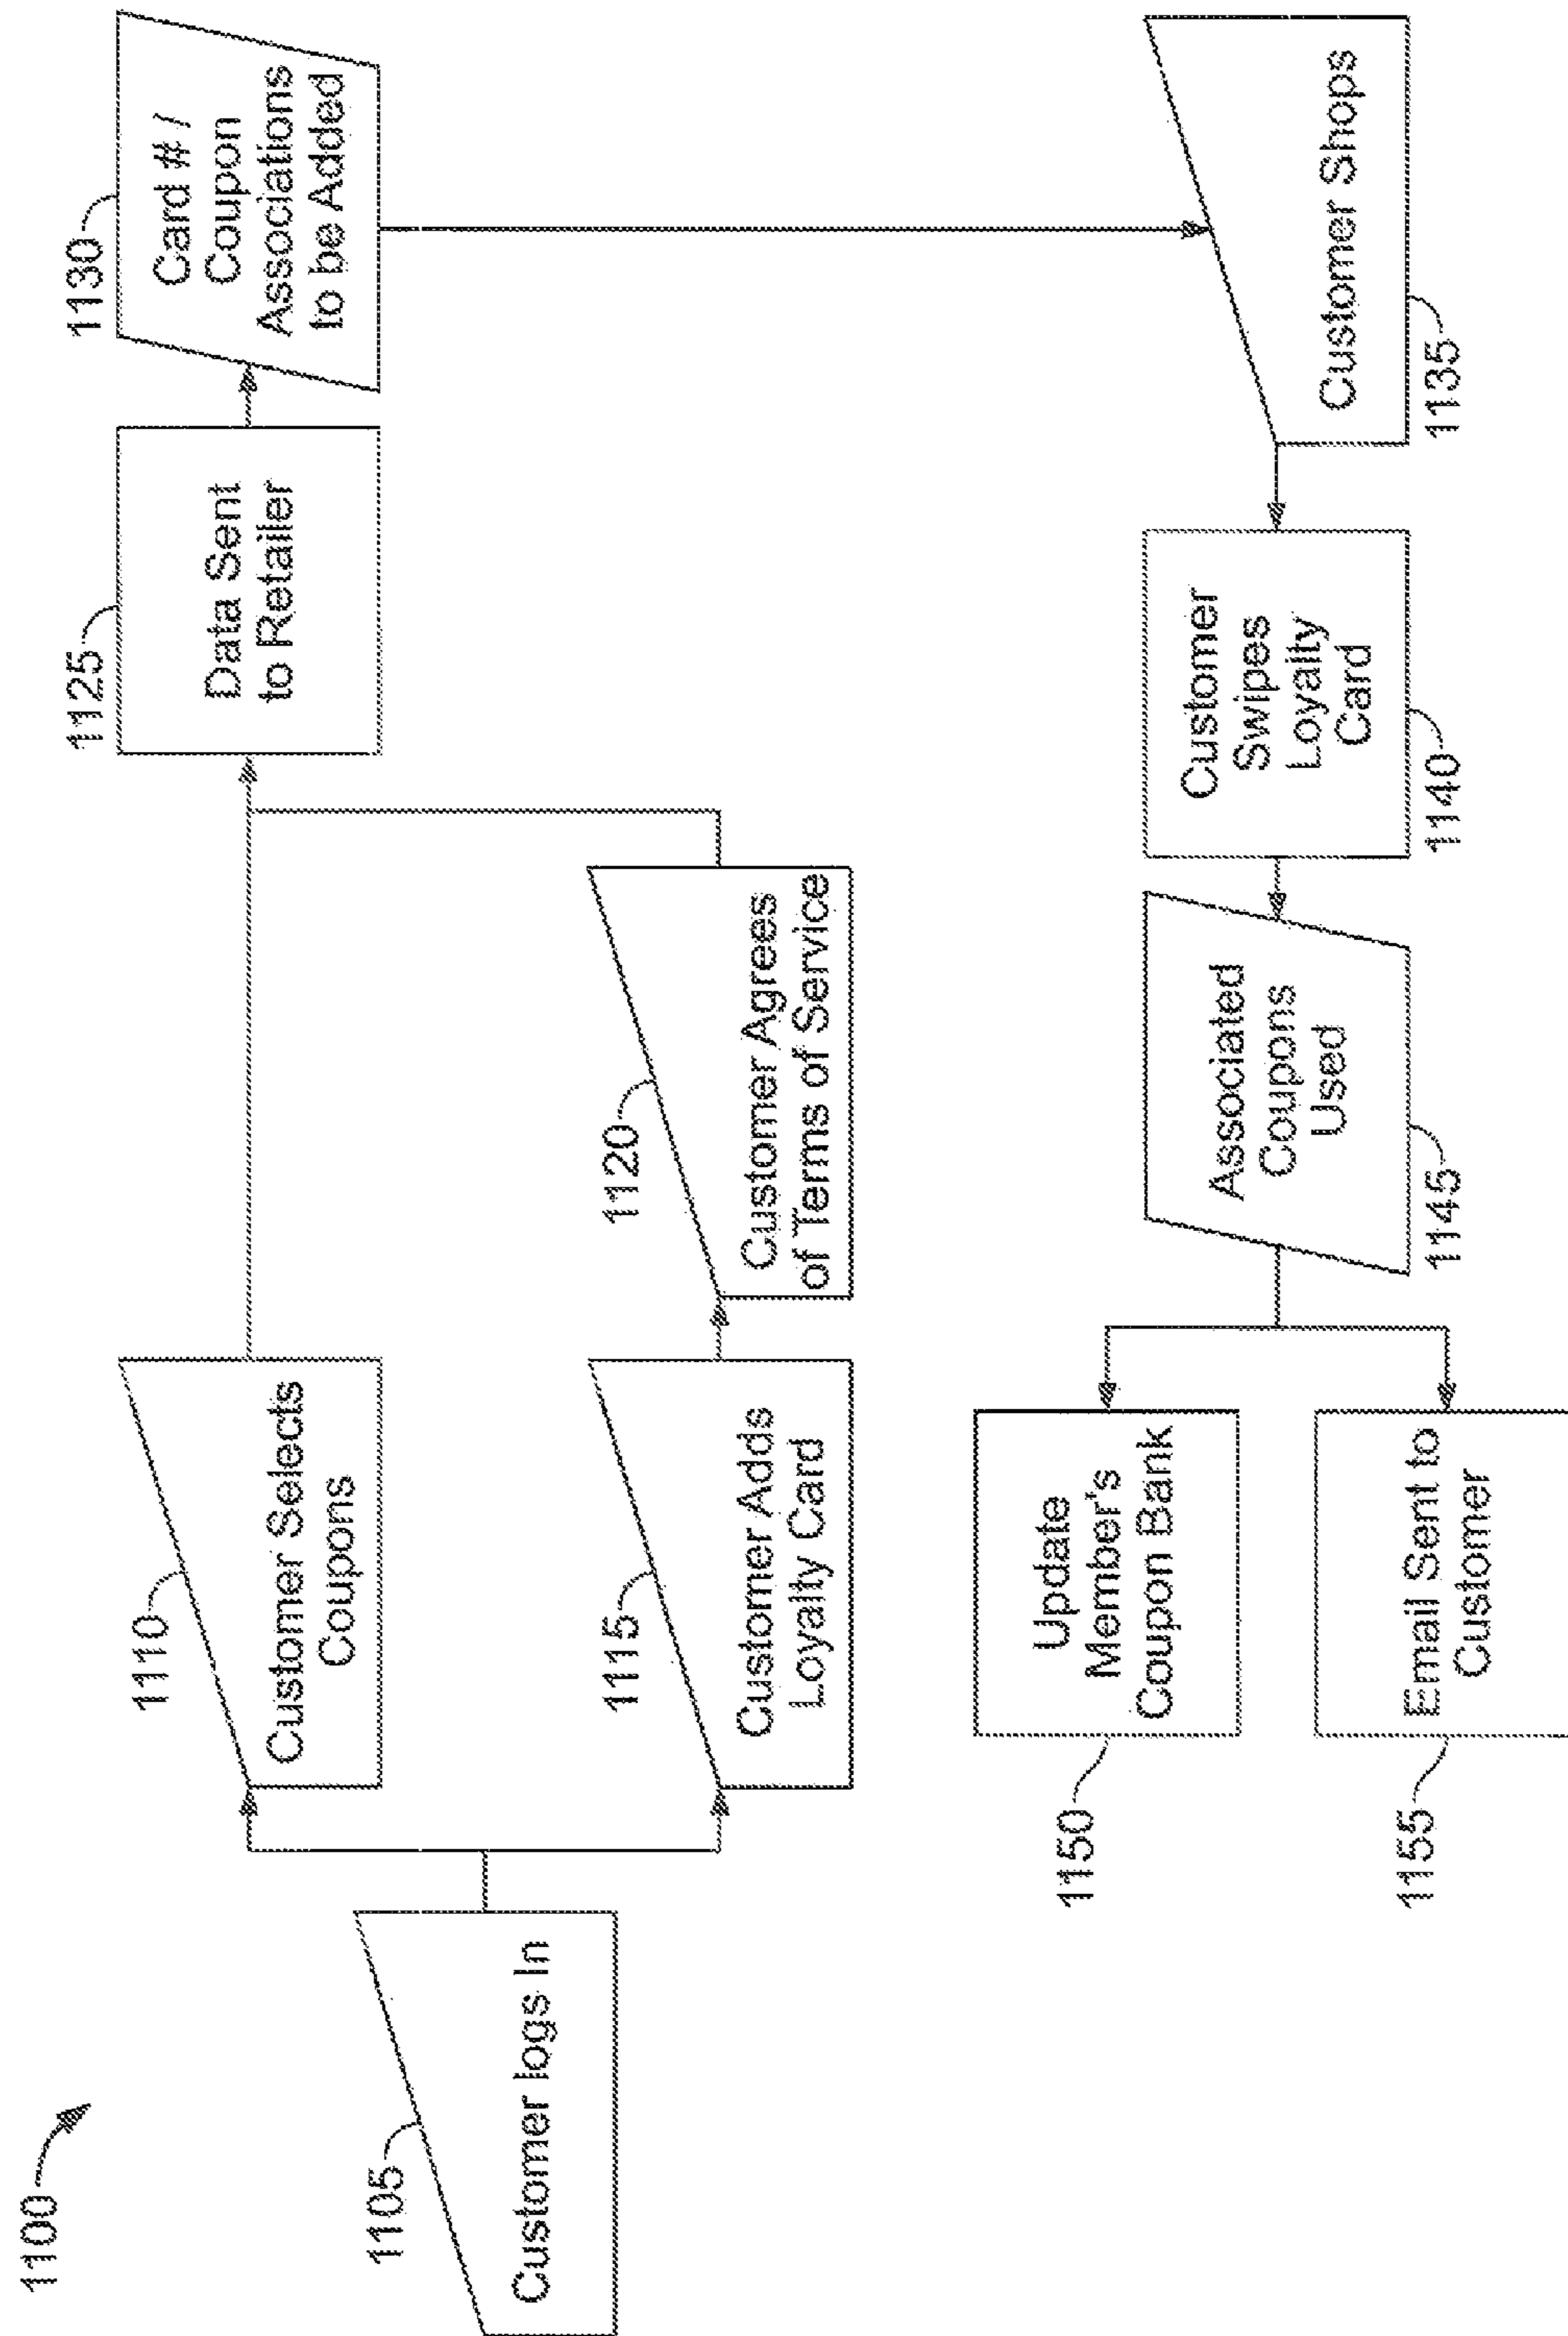 1100
1105
Customer logs In
1110
Customer Selects
Coupons
1115
Customer Adds
Loyalty Card
1120
Customer Agrees
of Terms of Service
1125
Data Sent
to Retailer
1130
Card # /
Coupon
Associations
to be Added
Customer Shops
1135
Customer
Swipes
Loyalty
Card
1140
Associated
Coupons
Used
1145
Update
Member's
Coupon Bank
1150
Email Sent to
Customer
1155